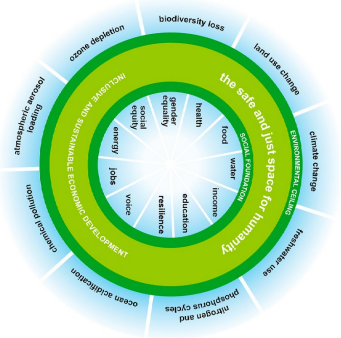 biodiversity loss
land use change
climate change
freshwater use
nitrogen and
phosphorus cycles
ocean acidification
chemical pollution
atmospheric aerosol
loading
ozone depletion
ENVIRONMENTAL CEILING
the safe and just space for humanity
INCLUSIVE AND SUSTAINABLE ECONOMIC DEVELOPMENT
SOCIAL FOUNDATION
gender
equality
health
food
water
income
education
resilience
voice
jobs
energy
social
equity